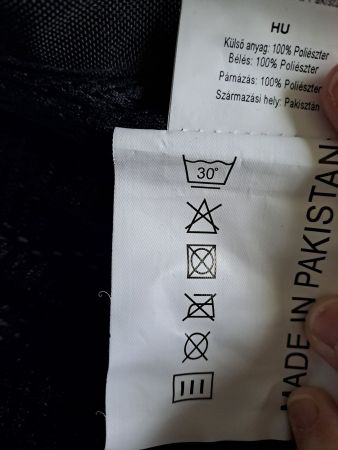 HU
Külső anyag: 100% Poliészter
Bélés: 100% Poliészter
Párnázás: 100% Poliészter
Származási hely: Pakisztán
30°
MADE IN PAKISTAN